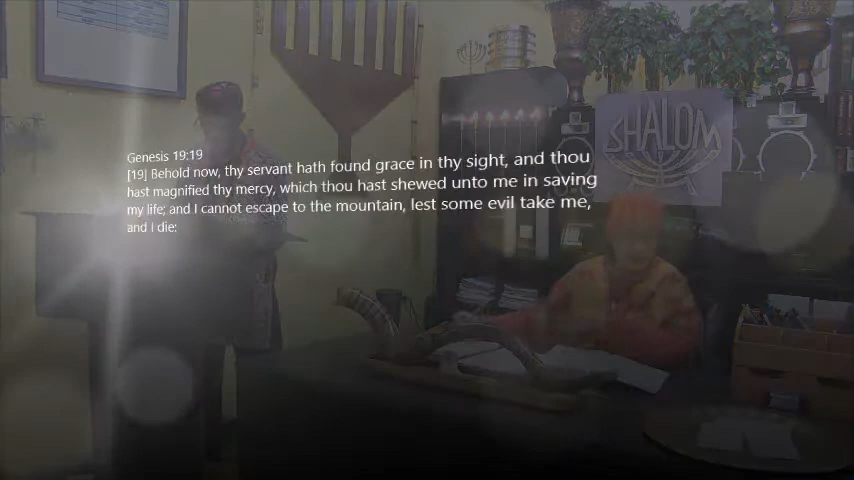 Genesis 19:19
[19] Behold now, thy servant hath found grace in thy sight, and thou
hast magnified thy mercy, which thou hast shewed unto me in saving
my life; and I cannot escape to the mountain, lest some evil take me,
and I die:
SHALOM